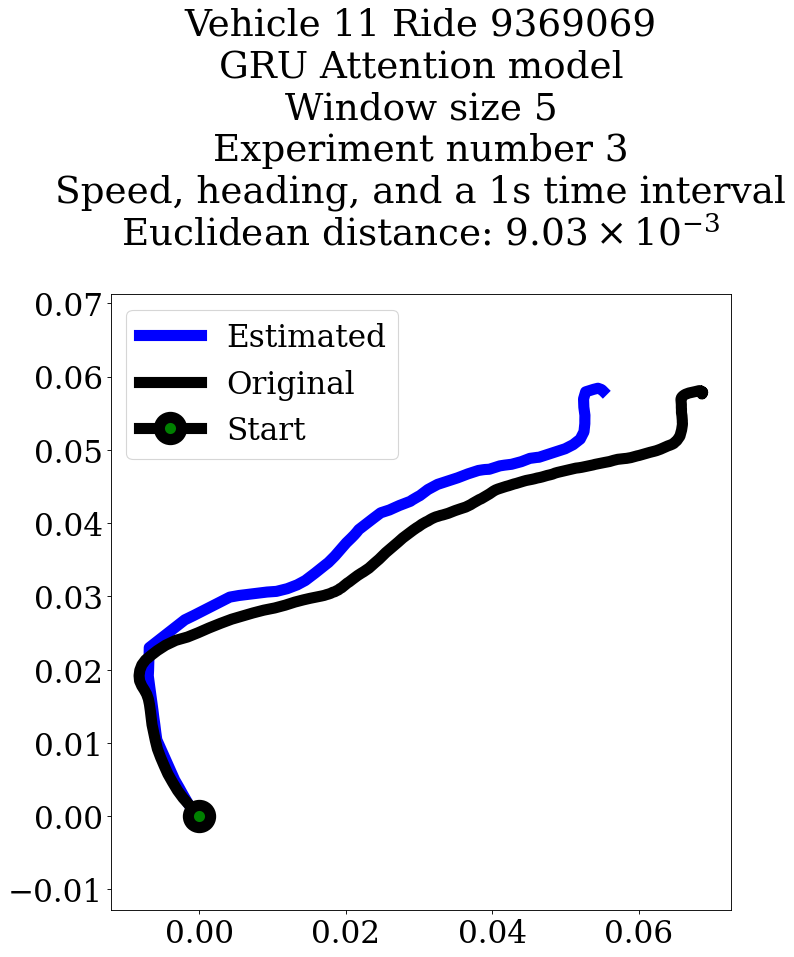 Vehicle 11 Ride 9369069
GRU Attention model
Window size 5
Experiment number 3
Speed, heading, and a 1s time interval
Euclidean distance: 9.03 × 10⁻³
0.07
0.06
0.05
0.04
0.03
0.02
0.01
0.00
−0.01
Estimated
Original
Start
0.00 0.02 0.04 0.06